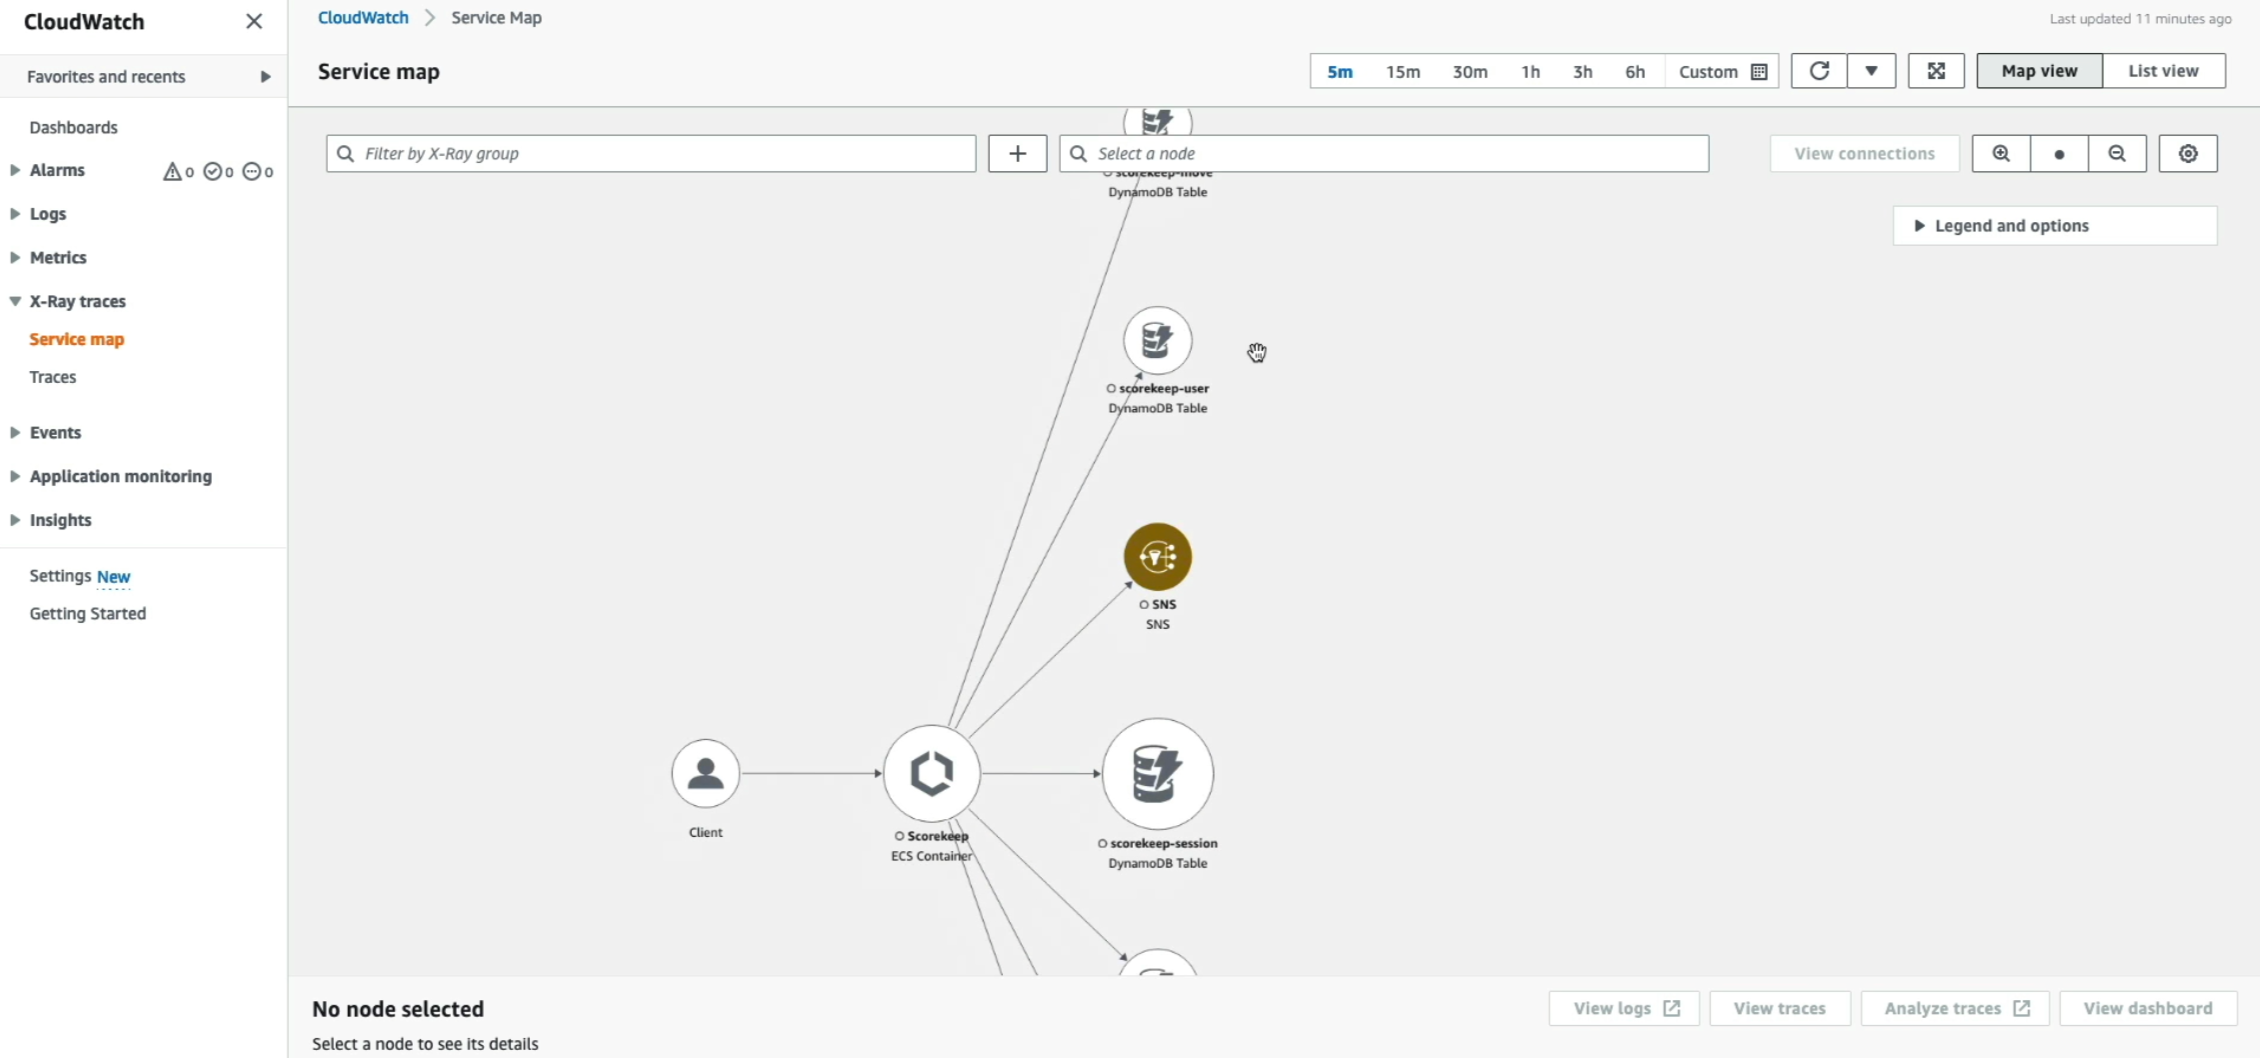 CloudWatch
Favorites and recents
Dashboards
Alarms 0 0 0
Logs
Metrics
X-Ray traces
Service map
Traces
Events
Application monitoring
Insights
Settings New
Getting Started
CloudWatch Service Map
Last updated 11 minutes ago
Service map
5m 15m 30m 1h 3h 6h Custom
Map view List view
Filter by X-Ray group
Select a node
View connections
Legend and options
scorekeep-move
DynamoDB Table
scorekeep-user
DynamoDB Table
SNS
SNS
Client
Scorekeep
ECS Container
scorekeep-session
DynamoDB Table
No node selected
Select a node to see its details
View logs View traces Analyze traces View dashboard